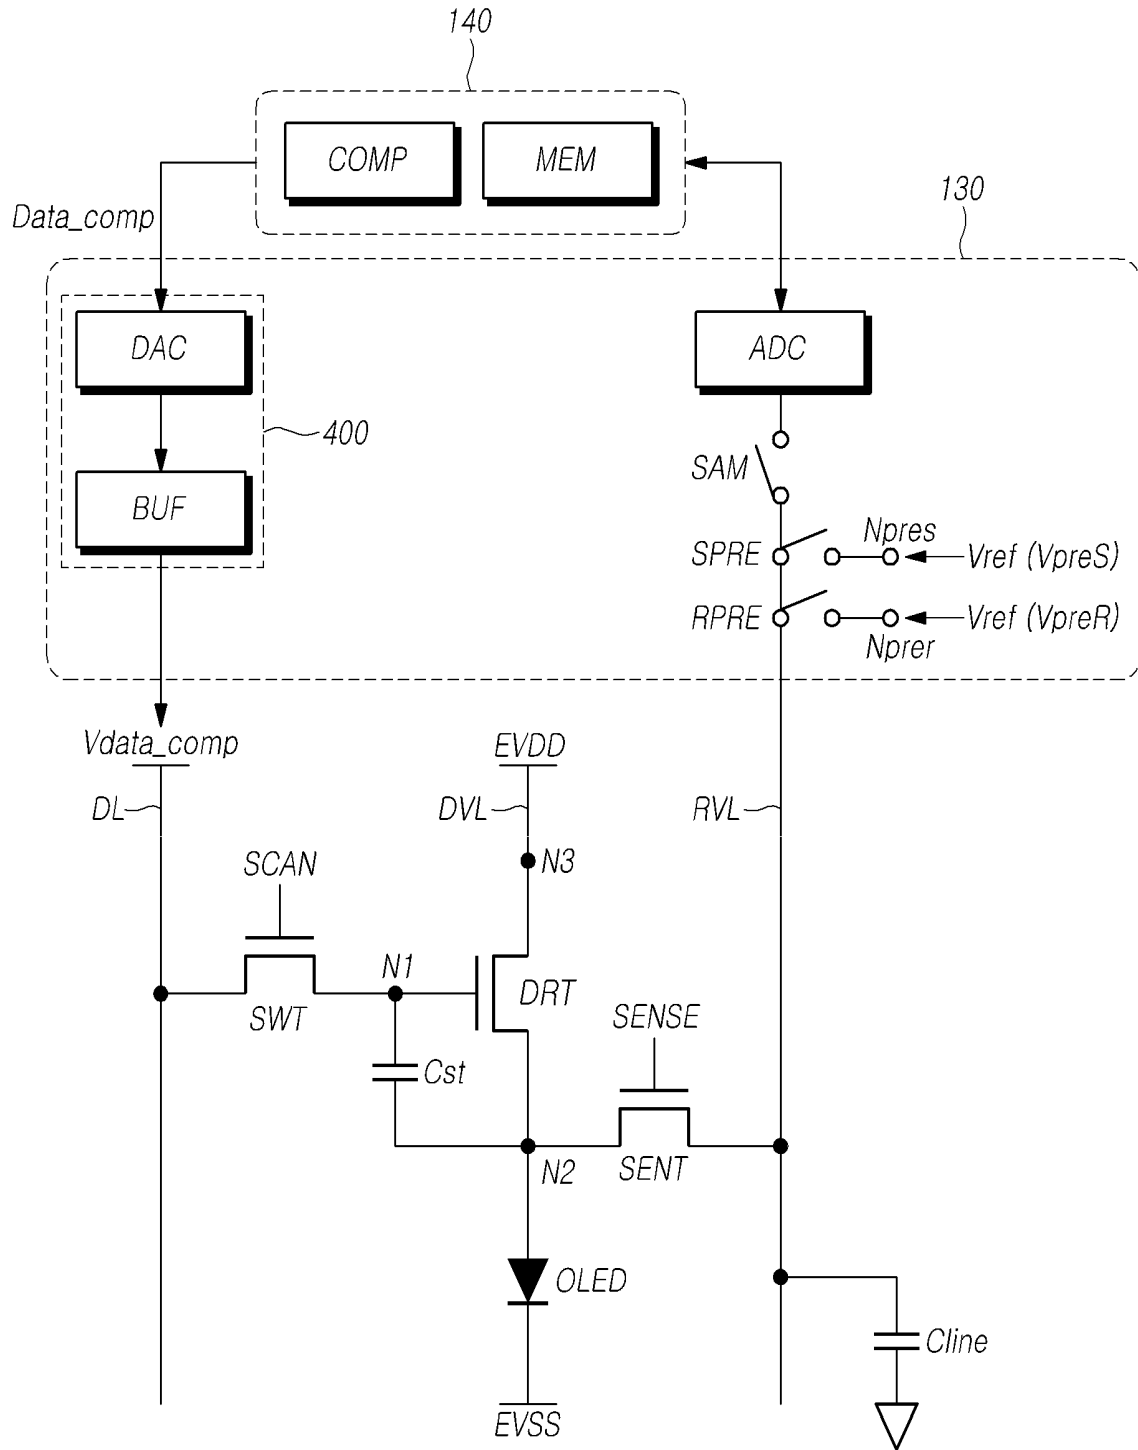 140
COMP
MEM
130
Data_comp
DAC
ADC
400
BUF
SAM
SPRE
Npres
Vref (VpreS)
RPRE
Vref (VpreR)
Nprer
Vdata_comp
EVDD
DL
DVL
RVL
SCAN
N3
N1
DRT
SWT
SENSE
Cst
N2
SENT
OLED
Cline
EVSS